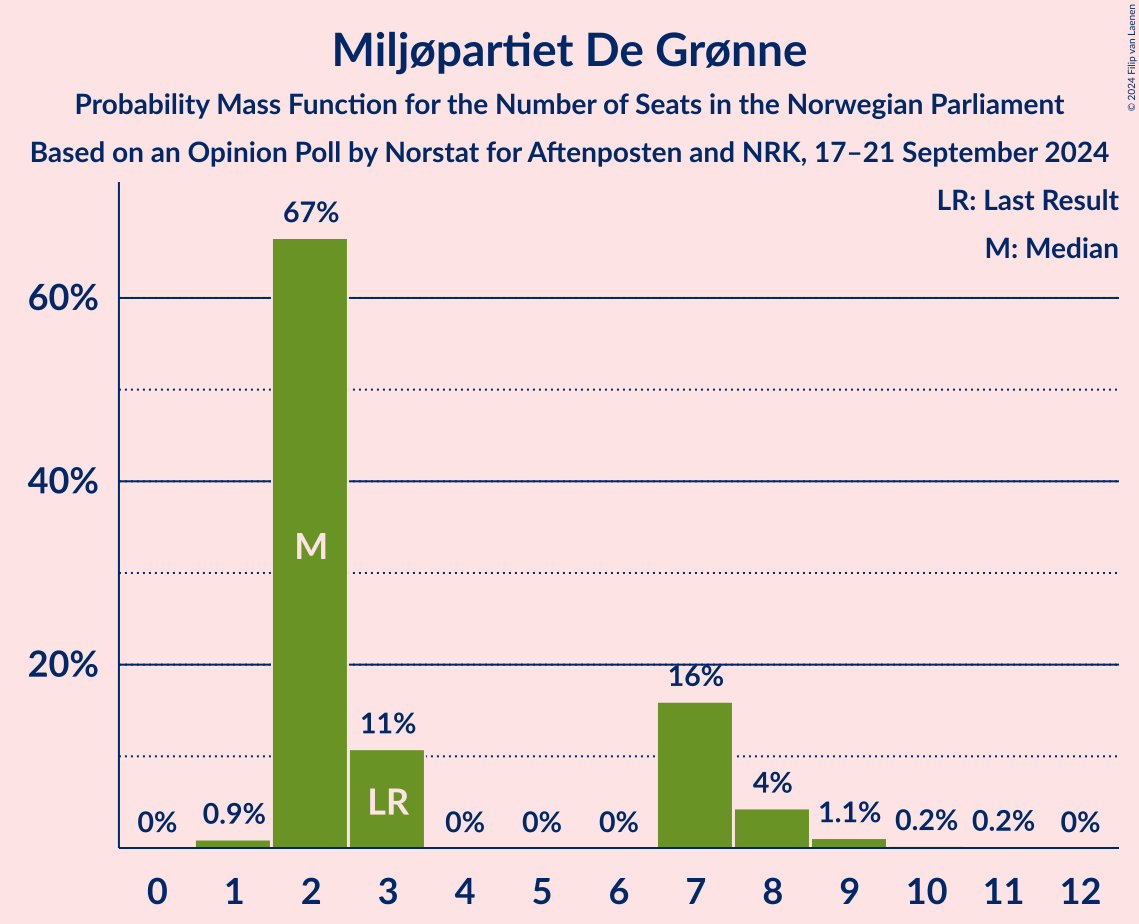 Miljøpartiet De Grønne
Probability Mass Function for the Number of Seats in the Norwegian Parliament
Based on an Opinion Poll by Norstat for Aftenposten and NRK, 17–21 September 2024
© 2024 Filip van Laenen
LR: Last Result
M: Median
60%
40%
20%
0%
0.9%
67%
M
11%
LR
0%
0%
0%
16%
4%
1.1%
0.2%
0.2%
0%
0 1 2 3 4 5 6 7 8 9 10 11 12